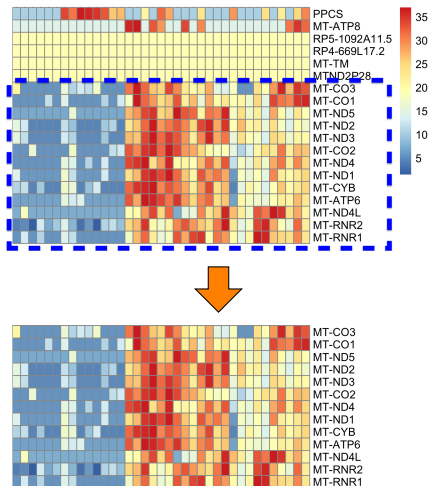 PPCS
MT-ATP8
RP5-1092A11.5
RP4-669L17.2
MT-TM
MTND2P28
MT-CO3
MT-CO1
MT-ND5
MT-ND2
MT-ND3
MT-CO2
MT-ND4
MT-ND1
MT-CYB
MT-ATP6
MT-ND4L
MT-RNR2
MT-RNR1
35
30
25
20
15
10
5
MT-CO3
MT-CO1
MT-ND5
MT-ND2
MT-ND3
MT-CO2
MT-ND4
MT-ND1
MT-CYB
MT-ATP6
MT-ND4L
MT-RNR2
MT-RNR1